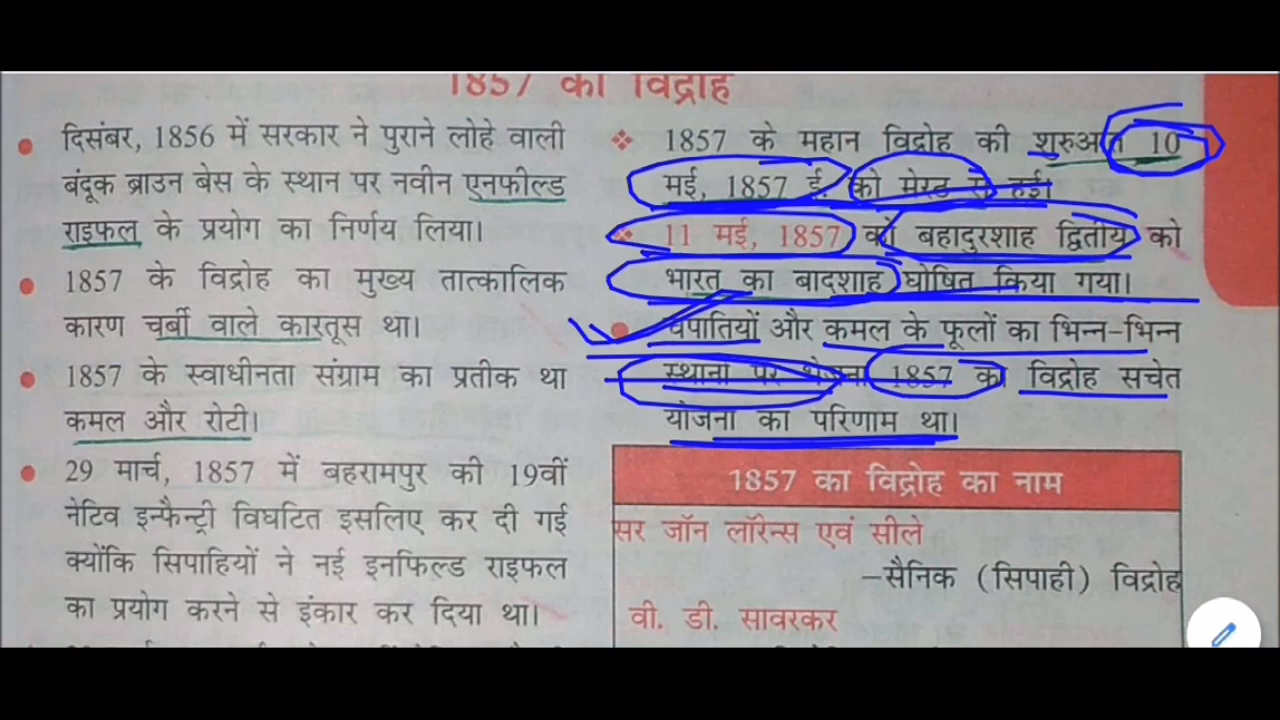 1857 का विद्रोह
दिसंबर, 1856 में सरकार ने पुराने लोहे वाली
बंदूक ब्राउन बेस के स्थान पर नवीन एनफील्ड
राइफल के प्रयोग का निर्णय लिया।
1857 के विद्रोह का मुख्य तात्कालिक
कारण चर्बी वाले कारतूस था।
1857 के स्वाधीनता संग्राम का प्रतीक था
कमल और रोटी।
29 मार्च, 1857 में बहरामपुर की 19वीं
नेटिव इन्फैन्ट्री विघटित इसलिए कर दी गई
क्योंकि सिपाहियों ने नई इनफिल्ड राइफल
का प्रयोग करने से इंकार कर दिया था।
1857 के महान विद्रोह की शुरुअात 10
मई, 1857 ई. को मेरठ से हुई।
11 मई, 1857 को बहादुरशाह द्वितीय को
भारत का बादशाह घोषित किया गया।
चपातियों और कमल के फूलों का भिन्न-भिन्न
स्थानों पर भेजना 1857 का विद्रोह सचेत
योजना का परिणाम था।
1857 का विद्रोह का नाम
सर जॉन लॉरेन्स एवं सीले
–सैनिक (सिपाही) विद्रोह
वी. डी. सावरकर